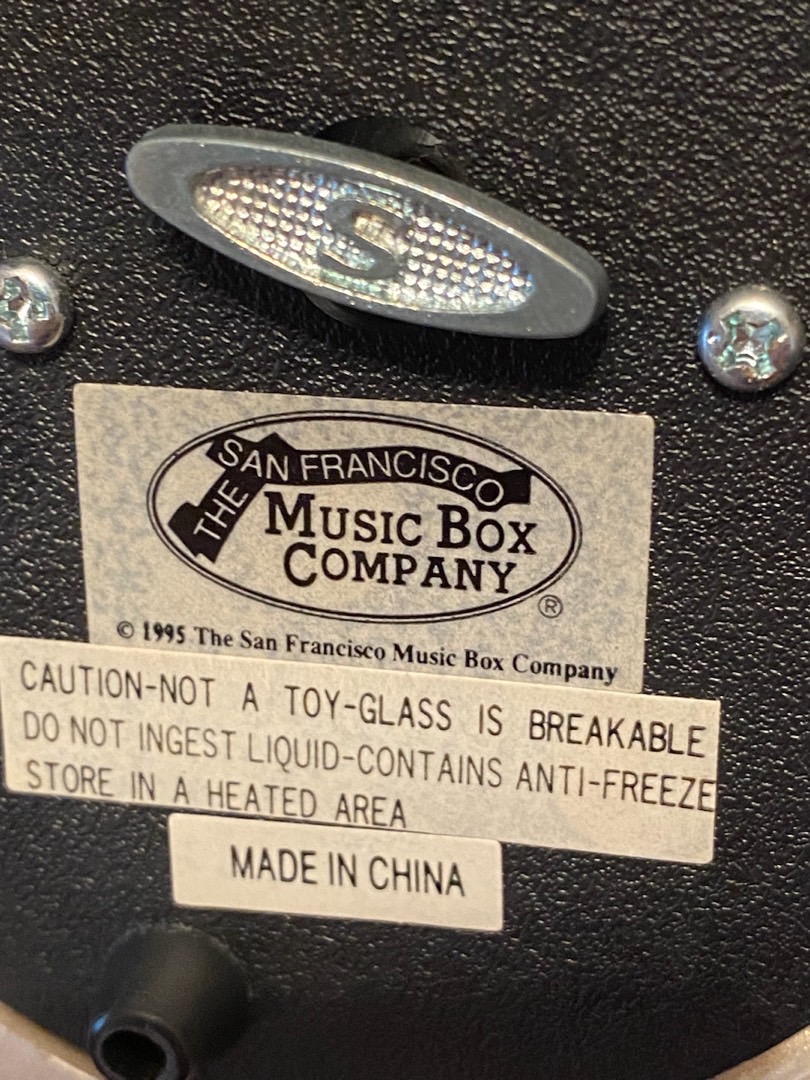 S
THE SAN FRANCISCO
MUSIC BOX
COMPANY
®
© 1995 The San Francisco Music Box Company
CAUTION-NOT A TOY-GLASS IS BREAKABLE
DO NOT INGEST LIQUID-CONTAINS ANTI-FREEZE
STORE IN A HEATED AREA
MADE IN CHINA